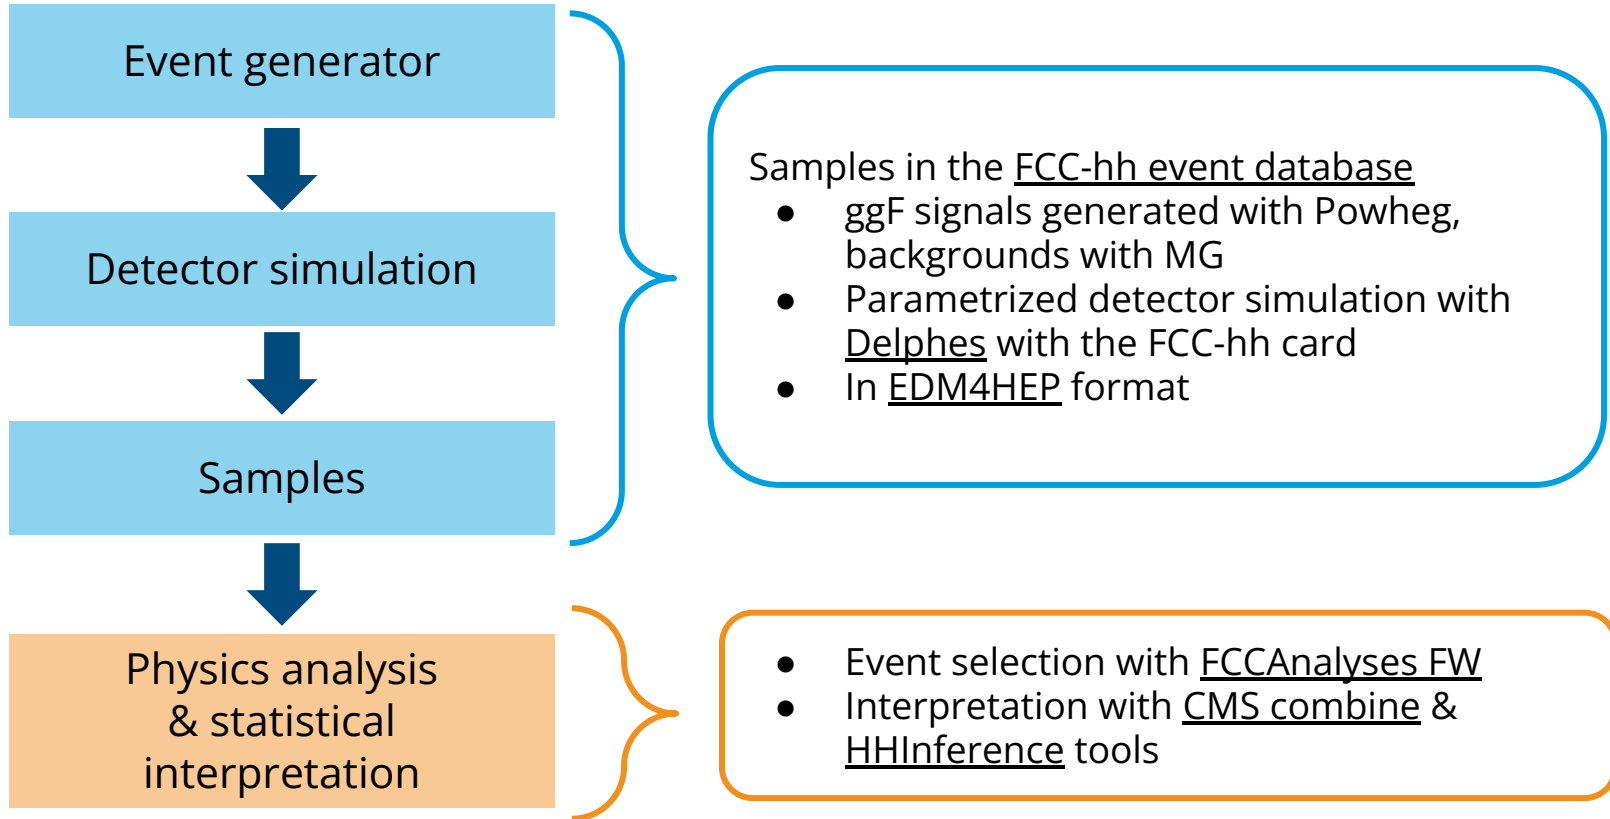 Event generator
Detector simulation
Samples
Physics analysis
& statistical
interpretation
Samples in the FCC-hh event database
● ggF signals generated with Powheg,
backgrounds with MG
● Parametrized detector simulation with
Delphes with the FCC-hh card
● In EDM4HEP format
● Event selection with FCCAnalyses FW
● Interpretation with CMS combine &
HHInference tools